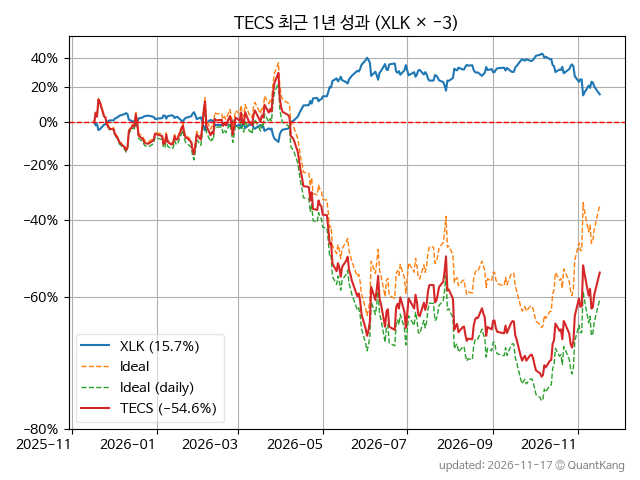 TECS 최근 1년 성과 (XLK × −3)
40%
20%
0%
−20%
−40%
−60%
−80%
XLK (15.7%)
Ideal
Ideal (daily)
TECS (−54.6%)
2025-11
2026-01
2026-03
2026-05
2026-07
2026-09
2026-11
updated: 2026-11-17 © QuantKang